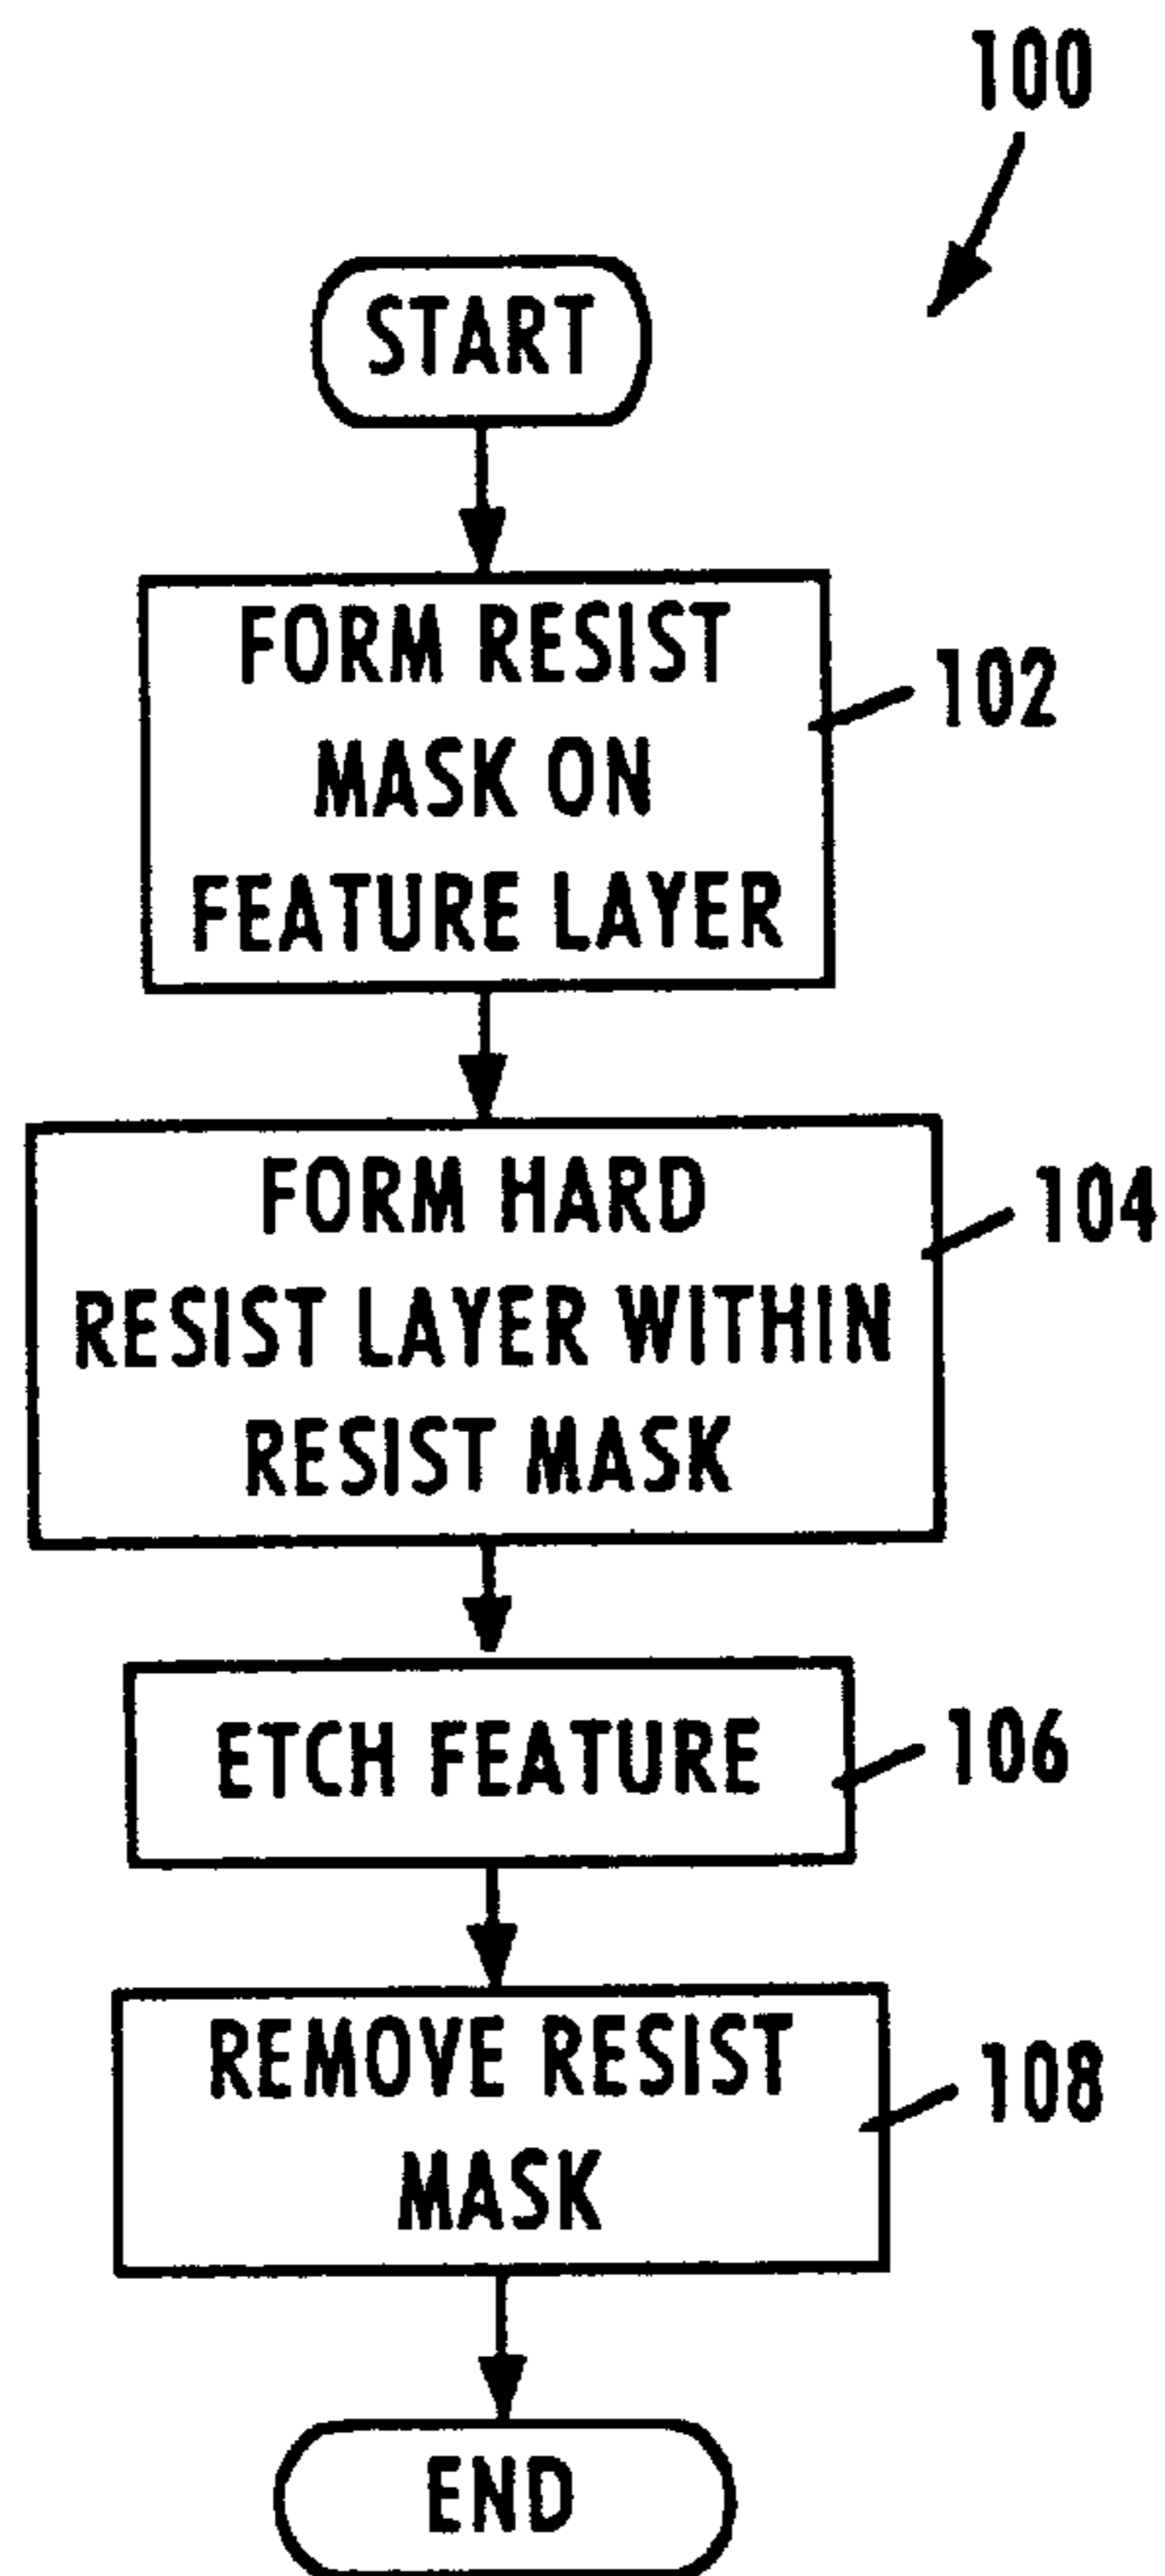 100
START
FORM RESIST
MASK ON
FEATURE LAYER
102
FORM HARD
RESIST LAYER WITHIN
RESIST MASK
104
ETCH FEATURE
106
REMOVE RESIST
MASK
108
END